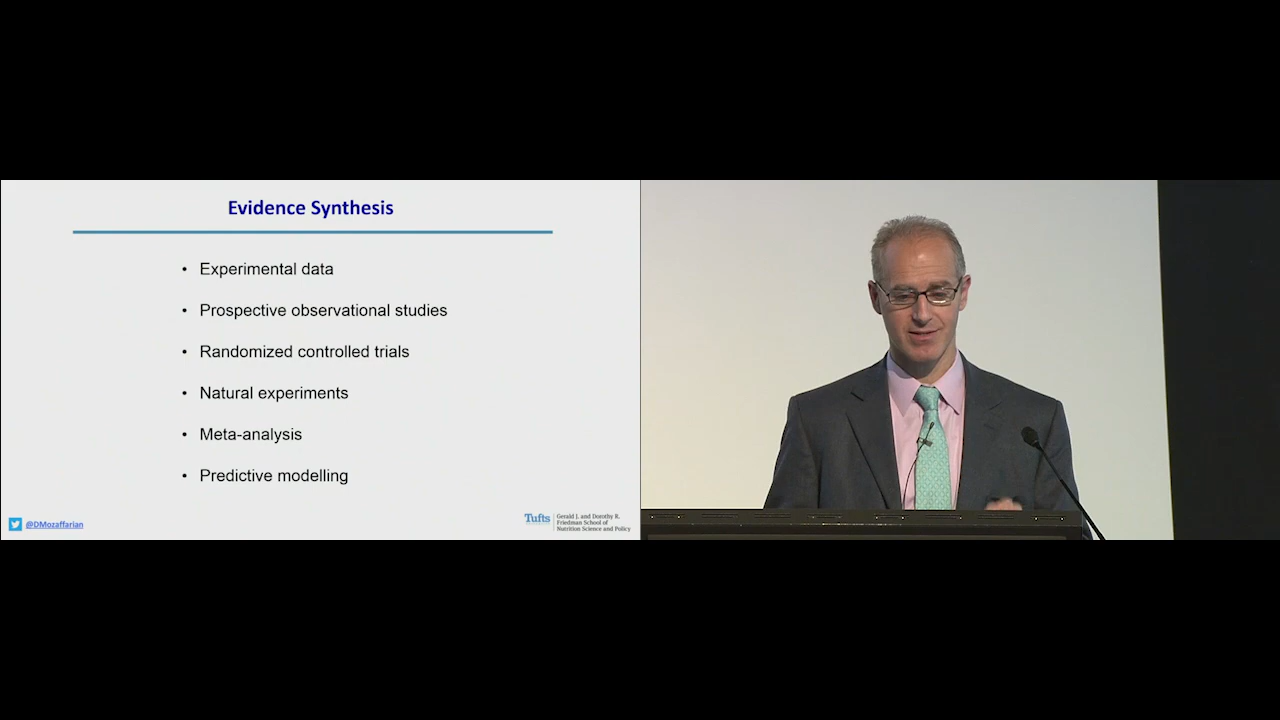 Evidence Synthesis
• Experimental data
• Prospective observational studies
• Randomized controlled trials
• Natural experiments
• Meta-analysis
• Predictive modelling
@DMozaffarian
Tufts
Gerald J. and Dorothy R.
Friedman School of
Nutrition Science and Policy